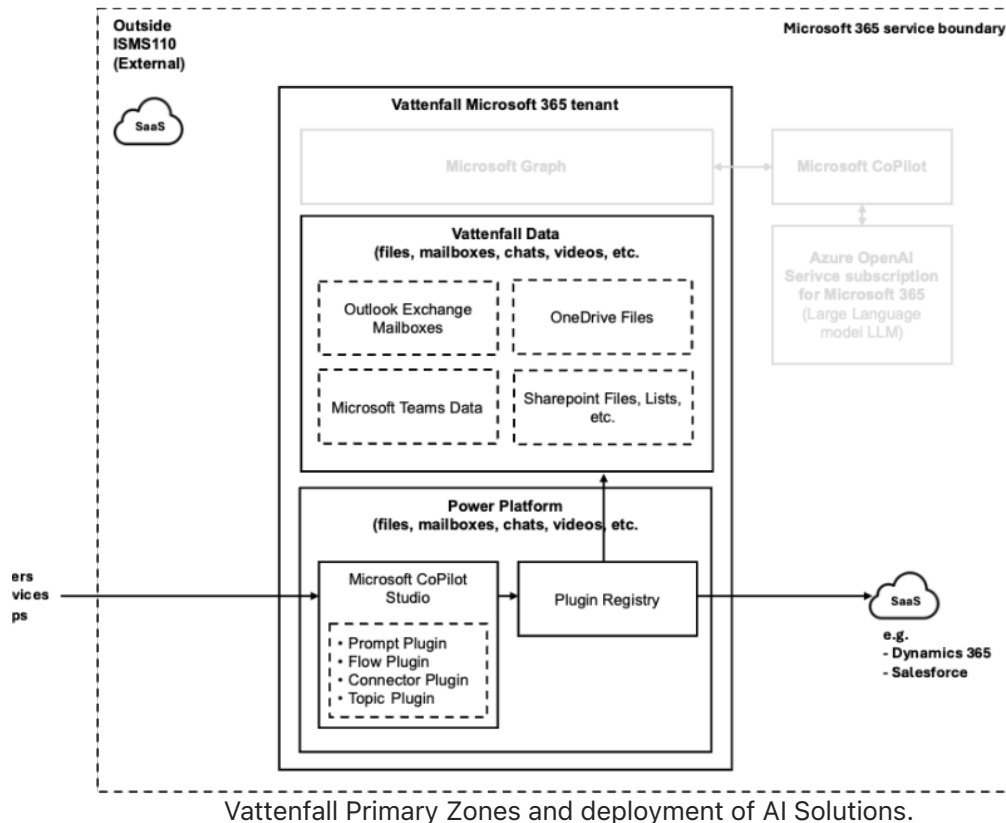 Outside
ISMS110
(External)
Microsoft 365 service boundary
SaaS
Vattenfall Microsoft 365 tenant
Microsoft Graph
Microsoft CoPilot
Vattenfall Data
(files, mailboxes, chats, videos, etc.
Azure OpenAI
Serivce subscription
for Microsoft 365
(Large Language
model LLM)
Outlook Exchange
Mailboxes
OneDrive Files
Microsoft Teams Data
Sharepoint Files, Lists,
etc.
Power Platform
(files, mailboxes, chats, videos, etc.
ers
vices
ps
Microsoft CoPilot
Studio
• Prompt Plugin
• Flow Plugin
• Connector Plugin
• Topic Plugin
Plugin Registry
SaaS
e.g.
- Dynamics 365
- Salesforce
Vattenfall Primary Zones and deployment of AI Solutions.